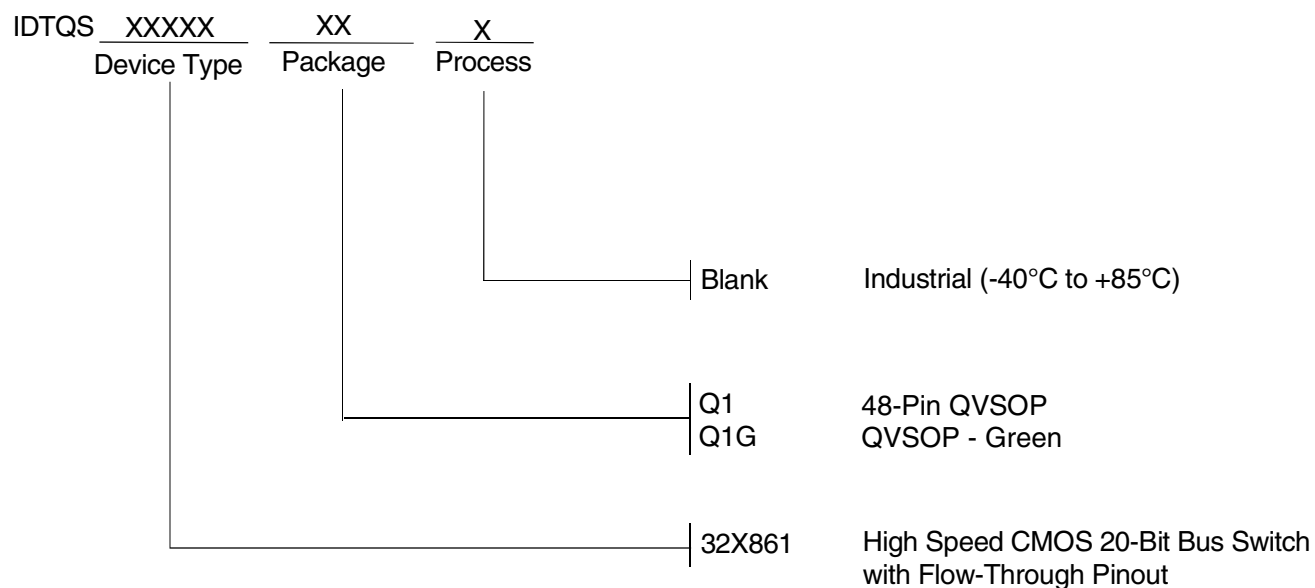 IDTQS XXXXX XX X
Device Type Package Process
Blank Industrial (-40°C to +85°C)
Q1 48-Pin QVSOP
Q1G QVSOP - Green
32X861 High Speed CMOS 20-Bit Bus Switch
with Flow-Through Pinout